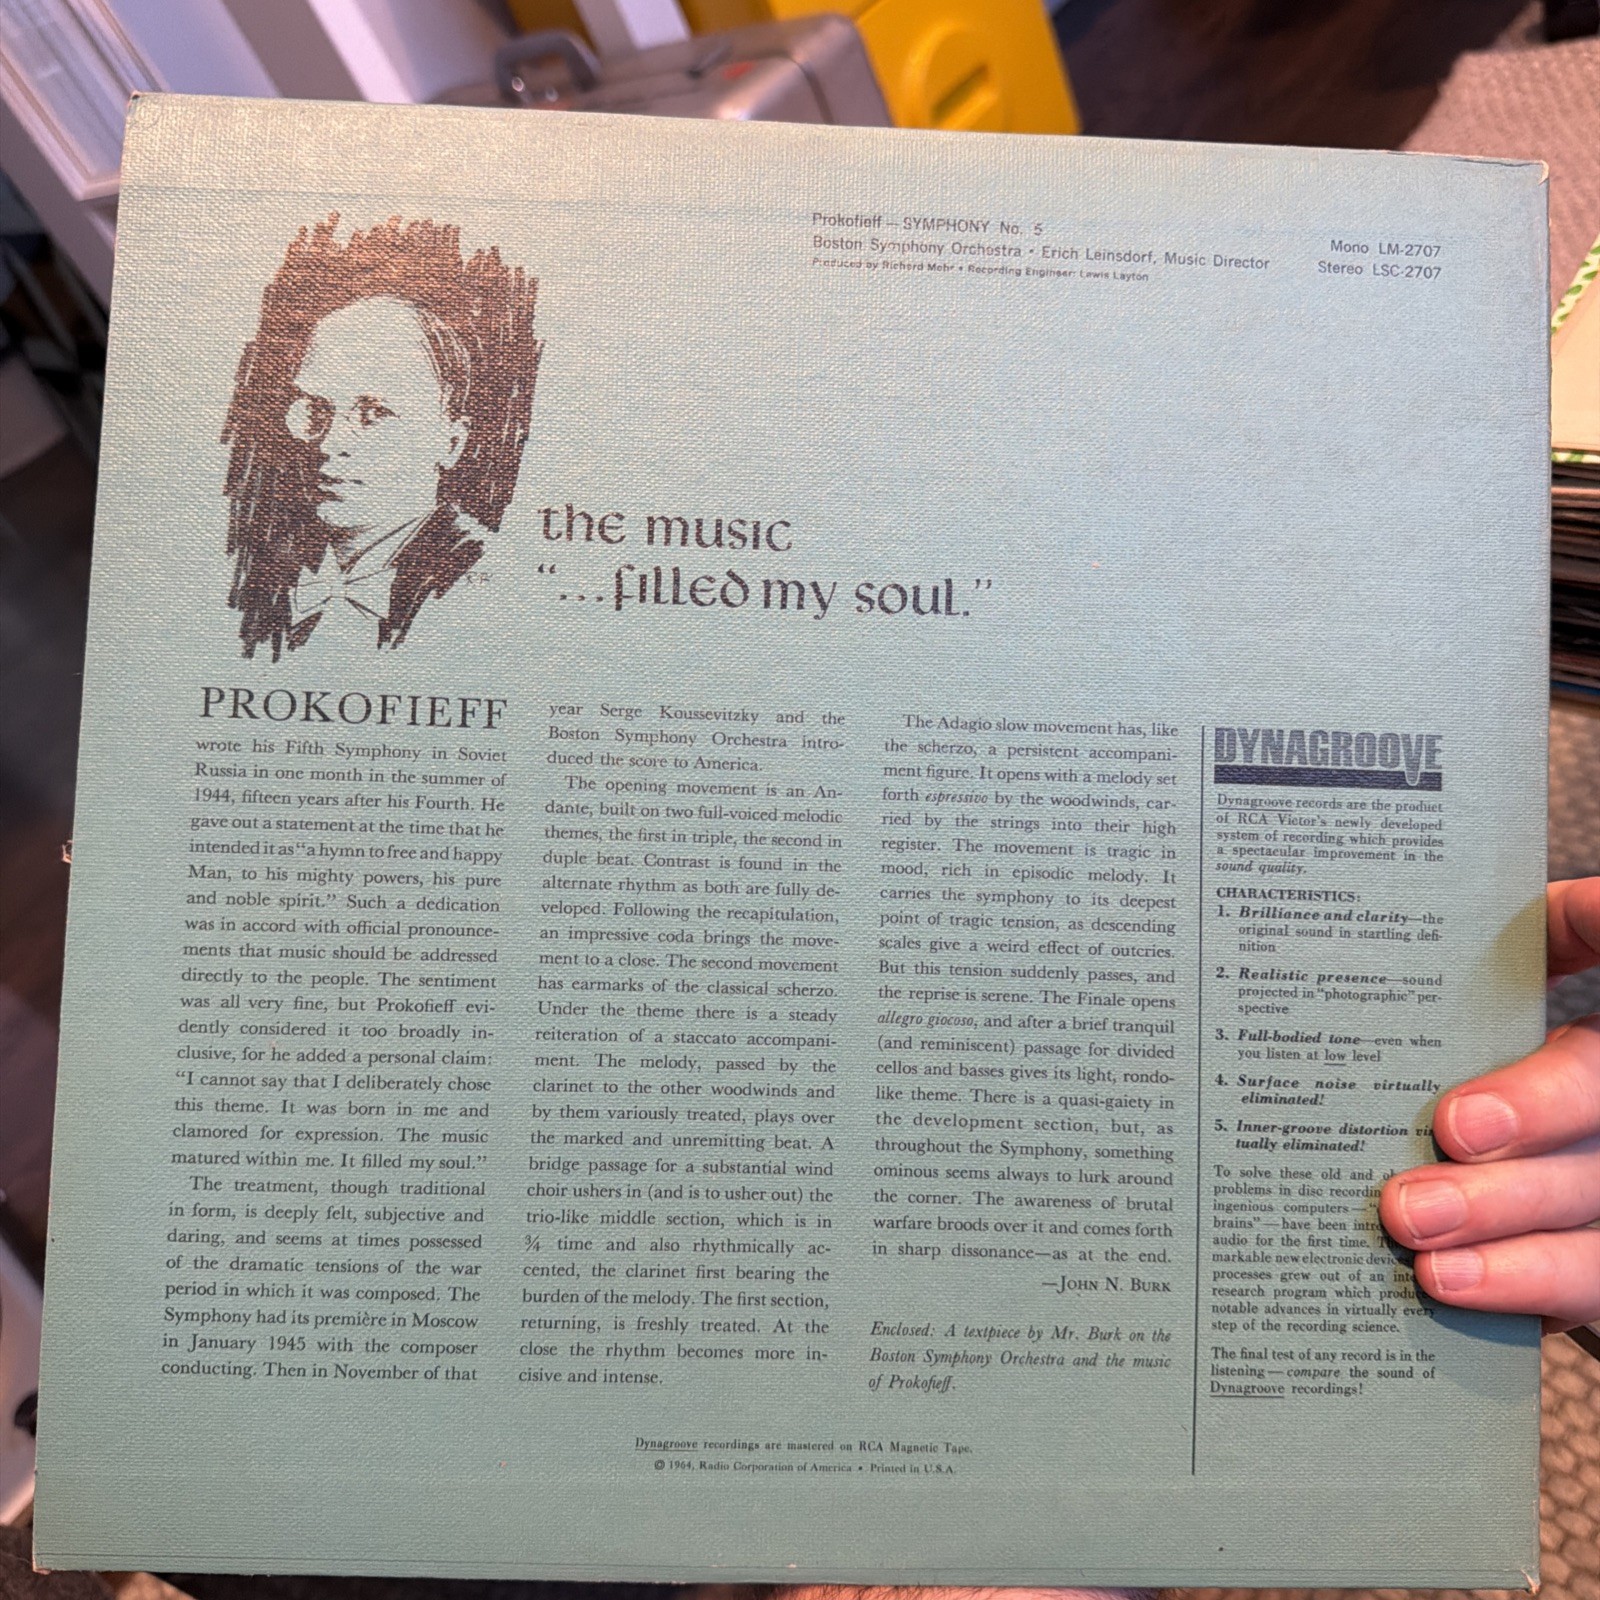 Prokofieff — SYMPHONY No. 5
Boston Symphony Orchestra • Erich Leinsdorf, Music Director
Produced by Richard Mohr • Recording Engineer: Lewis Layton
Mono LM-2707
Stereo LSC-2707
the music
“...filled my soul.”
PROKOFIEFF
wrote his Fifth Symphony in Soviet
Russia in one month in the summer of
1944, fifteen years after his Fourth. He
gave out a statement at the time that he
intended it as “a hymn to free and happy
Man, to his mighty powers, his pure
and noble spirit.” Such a dedication
was in accord with official pronounce-
ments that music should be addressed
directly to the people. The sentiment
was all very fine, but Prokofieff evi-
dently considered it too broadly in-
clusive, for he added a personal claim:
“I cannot say that I deliberately chose
this theme. It was born in me and
clamored for expression. The music
matured within me. It filled my soul.”
The treatment, though traditional
in form, is deeply felt, subjective and
daring, and seems at times possessed
of the dramatic tensions of the war
period in which it was composed. The
Symphony had its première in Moscow
in January 1945 with the composer
conducting. Then in November of that
year Serge Koussevitzky and the
Boston Symphony Orchestra intro-
duced the score to America.
The opening movement is an An-
dante, built on two full-voiced melodic
themes, the first in triple, the second in
duple beat. Contrast is found in the
alternate rhythm as both are fully de-
veloped. Following the recapitulation,
an impressive coda brings the move-
ment to a close. The second movement
has earmarks of the classical scherzo.
Under the theme there is a steady
reiteration of a staccato accompani-
ment. The melody, passed by the
clarinet to the other woodwinds and
by them variously treated, plays over
the marked and unremitting beat. A
bridge passage for a substantial wind
choir ushers in (and is to usher out) the
trio-like middle section, which is in
¾ time and also rhythmically ac-
cented, the clarinet first bearing the
burden of the melody. The first section,
returning, is freshly treated. At the
close the rhythm becomes more in-
cisive and intense.
The Adagio slow movement has, like
the scherzo, a persistent accompani-
ment figure. It opens with a melody set
forth espressivo by the woodwinds, car-
ried by the strings into their high
register. The movement is tragic in
mood, rich in episodic melody. It
carries the symphony to its deepest
point of tragic tension, as descending
scales give a weird effect of outcries.
But this tension suddenly passes, and
the reprise is serene. The Finale opens
allegro giocoso, and after a brief tranquil
(and reminiscent) passage for divided
cellos and basses gives its light, rondo-
like theme. There is a quasi-gaiety in
the development section, but, as
throughout the Symphony, something
ominous seems always to lurk around
the corner. The awareness of brutal
warfare broods over it and comes forth
in sharp dissonance—as at the end.
—JOHN N. BURK
Enclosed: A textpiece by Mr. Burk on the
Boston Symphony Orchestra and the music
of Prokofieff.
DYNAGROOVE
Dynagroove records are the product
of RCA Victor's newly developed
system of recording which provides
a spectacular improvement in the
sound quality.
CHARACTERISTICS:
1. Brilliance and clarity—the
original sound in startling defi-
nition
2. Realistic presence—sound
projected in “photographic” per-
spective
3. Full-bodied tone—even when
you listen at low level
4. Surface noise virtually
eliminated!
5. Inner-groove distortion vir
tually eliminated!
To solve these old and
problems in disc recordin
ingenious computers—“
brains”—have been intro
audio for the first time.
markable new electronic devic
processes grew out of an inte
research program which produc
notable advances in virtually every
step of the recording science.
The final test of any record is in the
listening—compare the sound of
Dynagroove recordings!
Dynagroove recordings are mastered on RCA Magnetic Tape.
© 1964, Radio Corporation of America • Printed in U.S.A.